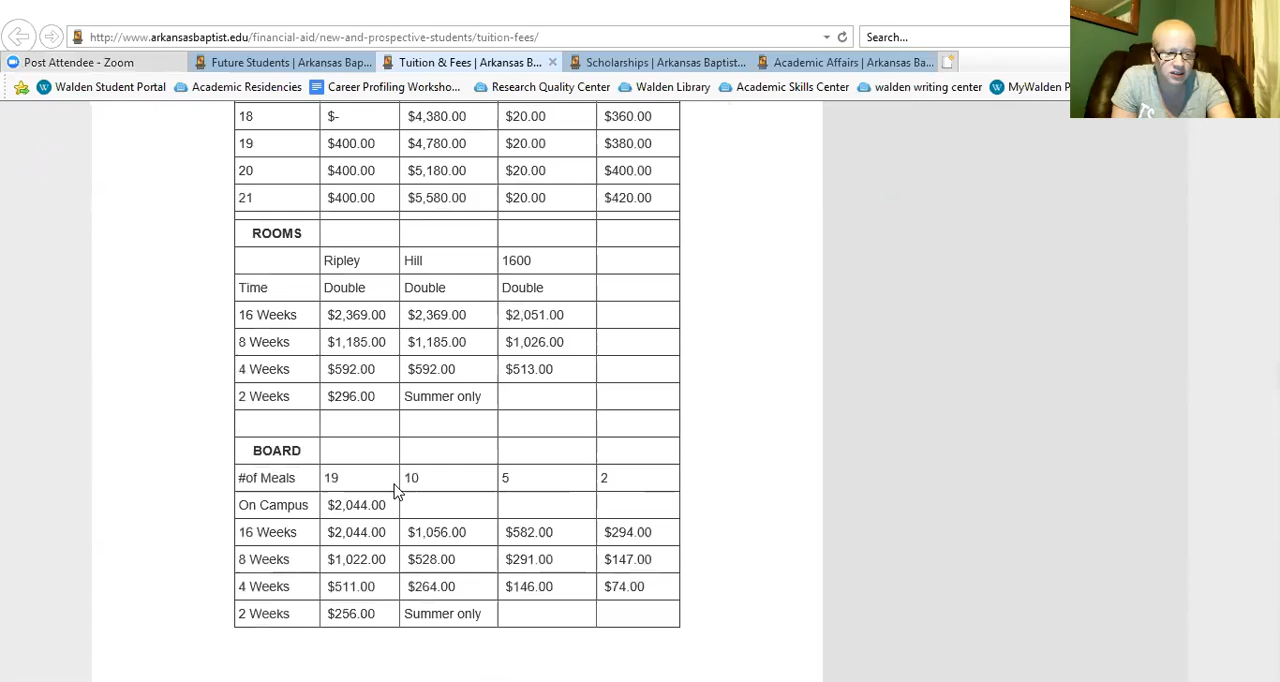 http://www.arkansasbaptist.edu/financial-aid/new-and-prospective-students/tuition-fees/ Search...
Post Attendee - Zoom Future Students | Arkansas Bap... Tuition & Fees | Arkansas B... Scholarships | Arkansas Baptist... Academic Affairs | Arkansas Ba...
Walden Student Portal Academic Residencies Career Profiling Worksho... Research Quality Center Walden Library Academic Skills Center walden writing center MyWalden P
18 $- $4,380.00 $20.00 $360.00
19 $400.00 $4,780.00 $20.00 $380.00
20 $400.00 $5,180.00 $20.00 $400.00
21 $400.00 $5,580.00 $20.00 $420.00
ROOMS
Ripley Hill 1600
Time Double Double Double
16 Weeks $2,369.00 $2,369.00 $2,051.00
8 Weeks $1,185.00 $1,185.00 $1,026.00
4 Weeks $592.00 $592.00 $513.00
2 Weeks $296.00 Summer only
BOARD
#of Meals 19 10 5 2
On Campus $2,044.00
16 Weeks $2,044.00 $1,056.00 $582.00 $294.00
8 Weeks $1,022.00 $528.00 $291.00 $147.00
4 Weeks $511.00 $264.00 $146.00 $74.00
2 Weeks $256.00 Summer only